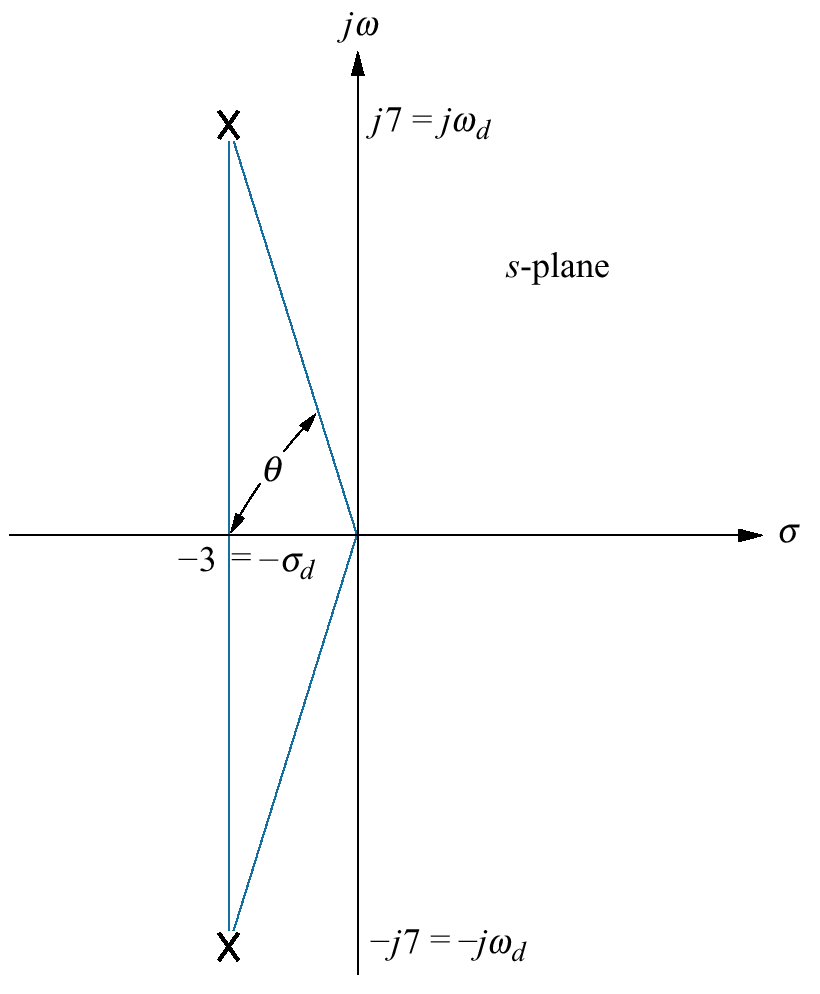 jω
X
j7 = jω_d
s-plane
θ
σ
−3 = −σ_d
X
−j7 = −jω_d